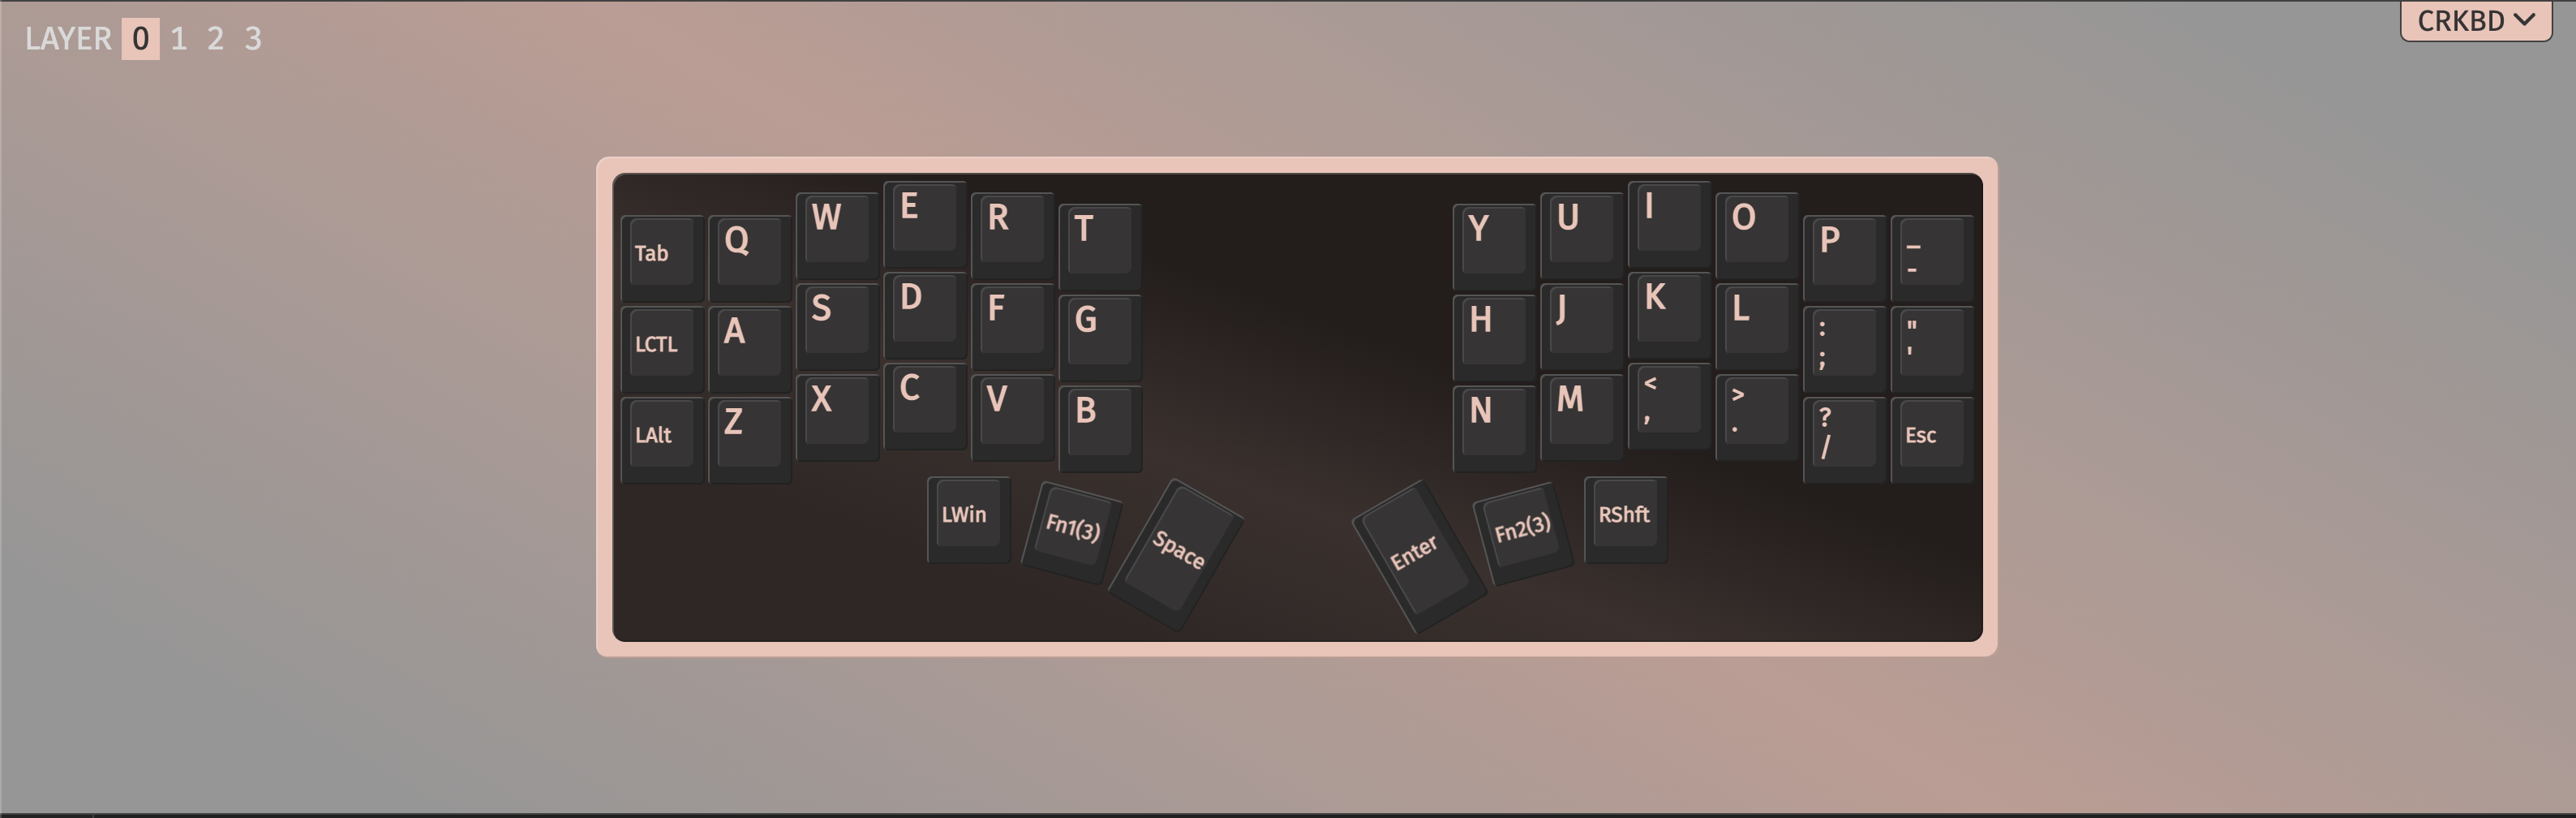 LAYER 0 1 2 3
CRKBD
Tab Q W E R T Y U I O P _ -
LCTL A S D F G H J K L : ; " '
LAlt Z X C V B N M < , > . ? / Esc
LWin Fn1(3) Space Enter Fn2(3) RShft